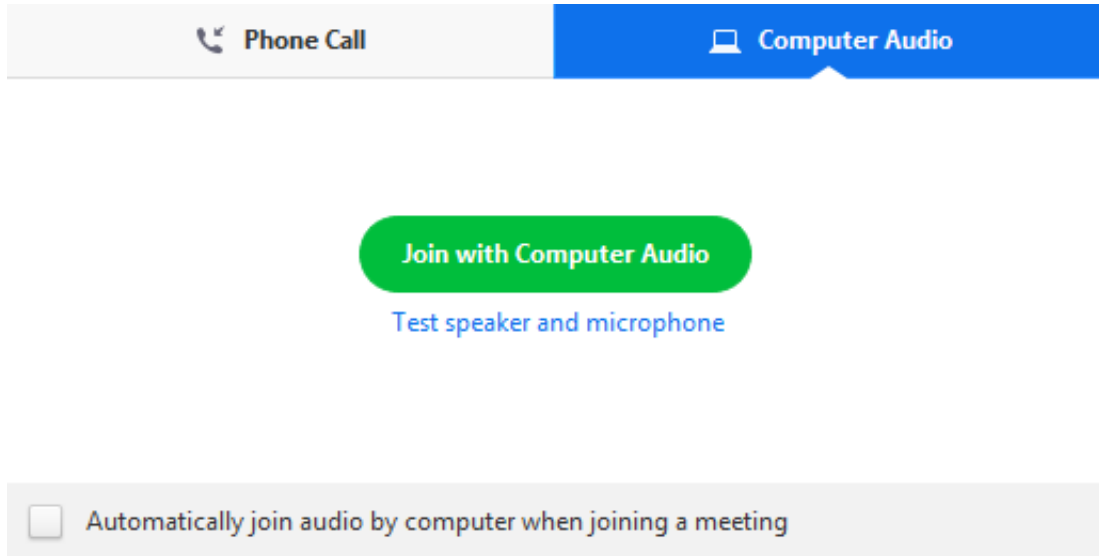 Phone Call
Computer Audio
Join with Computer Audio
Test speaker and microphone
Automatically join audio by computer when joining a meeting